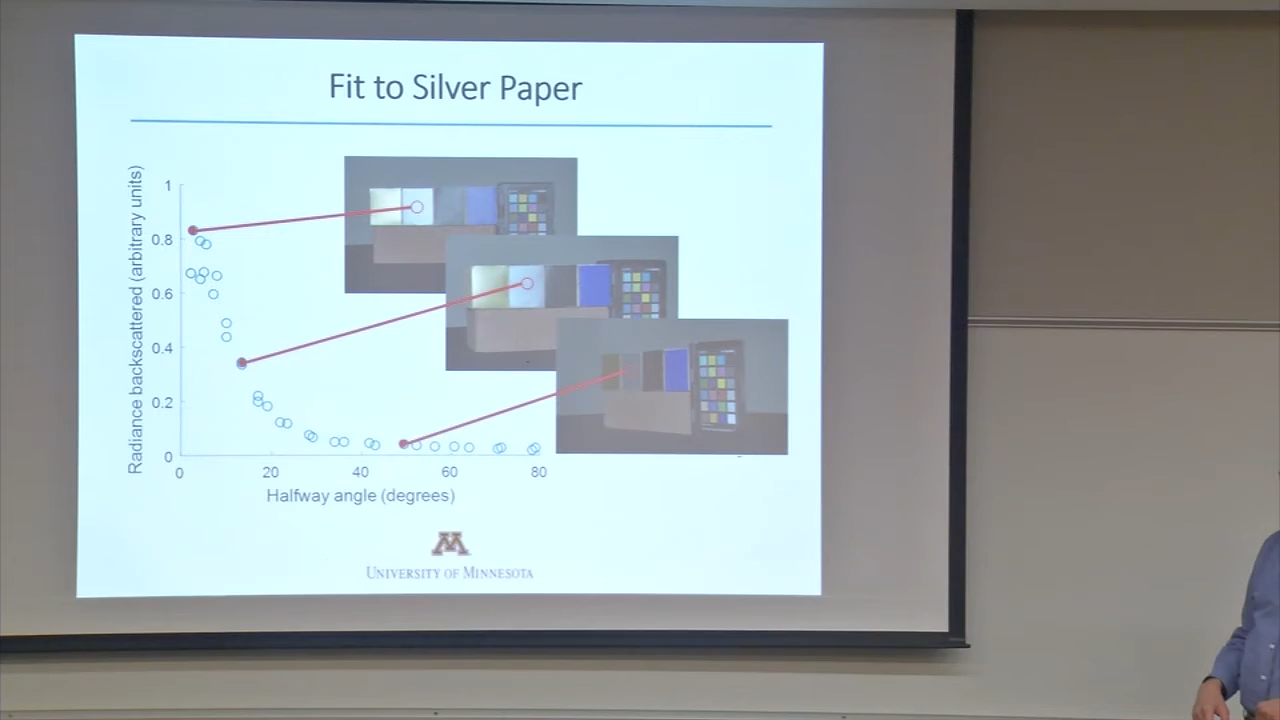 Fit to Silver Paper
Radiance backscattered (arbitrary units)
1
0.8
0.6
0.4
0.2
0
0
20
40
60
80
Halfway angle (degrees)
M
UNIVERSITY OF MINNESOTA